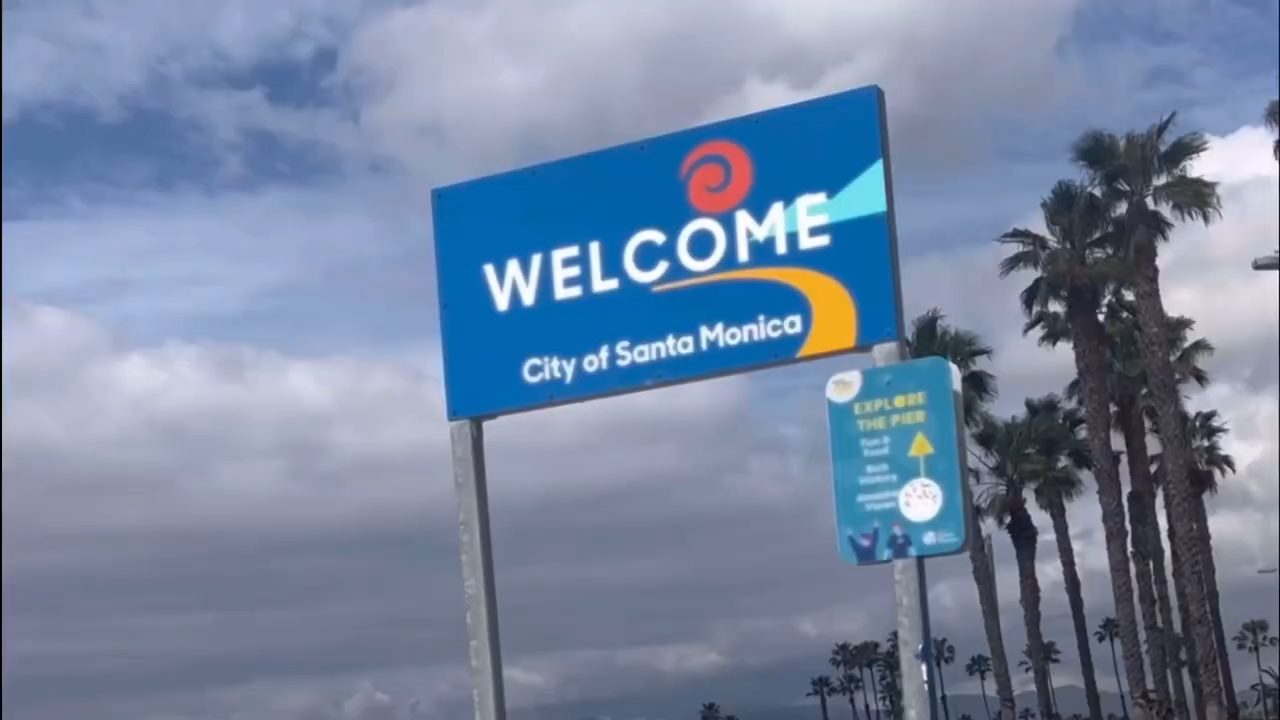 WELCOME
City of Santa Monica
EXPLORE
THE PIER
Fun &
Food
Rich
History
Amazing
Views